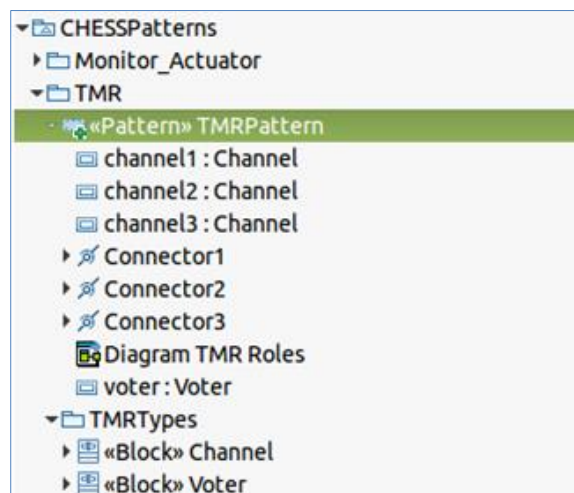 CHESSPatterns
Monitor_Actuator
TMR
«Pattern» TMRPattern
channel1 : Channel
channel2 : Channel
channel3 : Channel
Connector1
Connector2
Connector3
Diagram TMR Roles
voter : Voter
TMRTypes
«Block» Channel
«Block» Voter